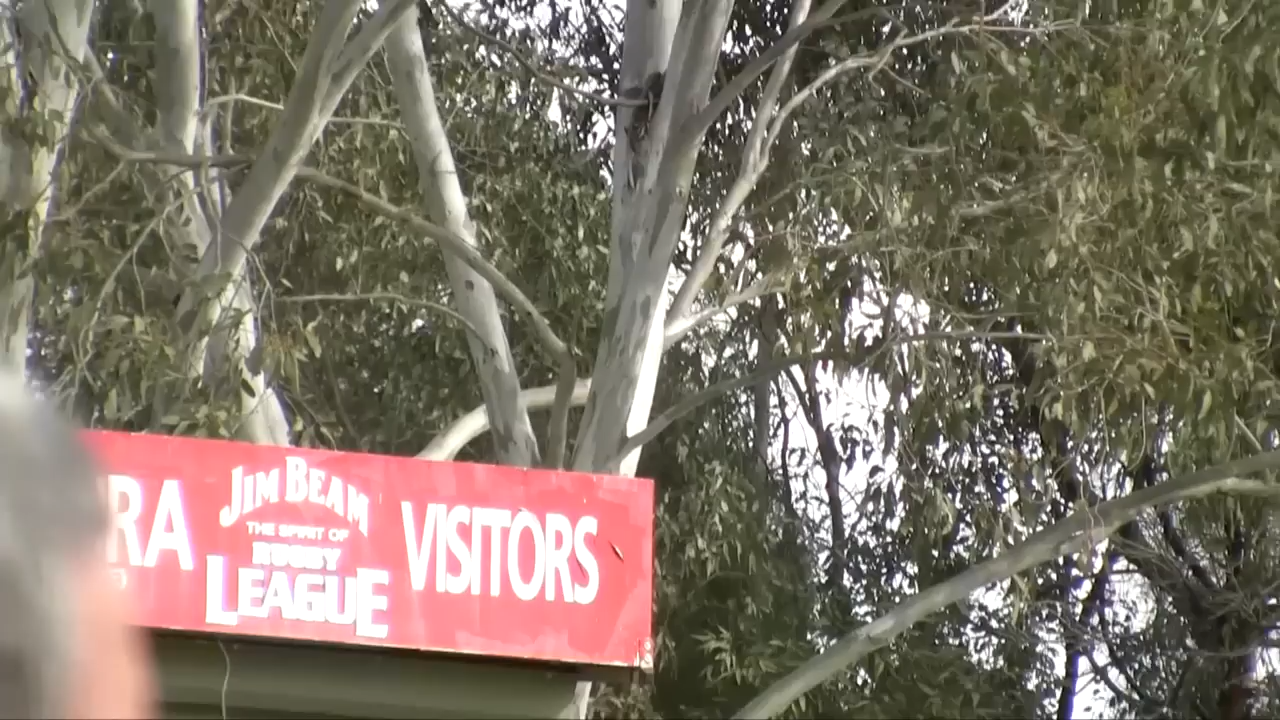 RA
JIM BEAM
THE SPIRIT OF
RUGBY
LEAGUE
VISITORS